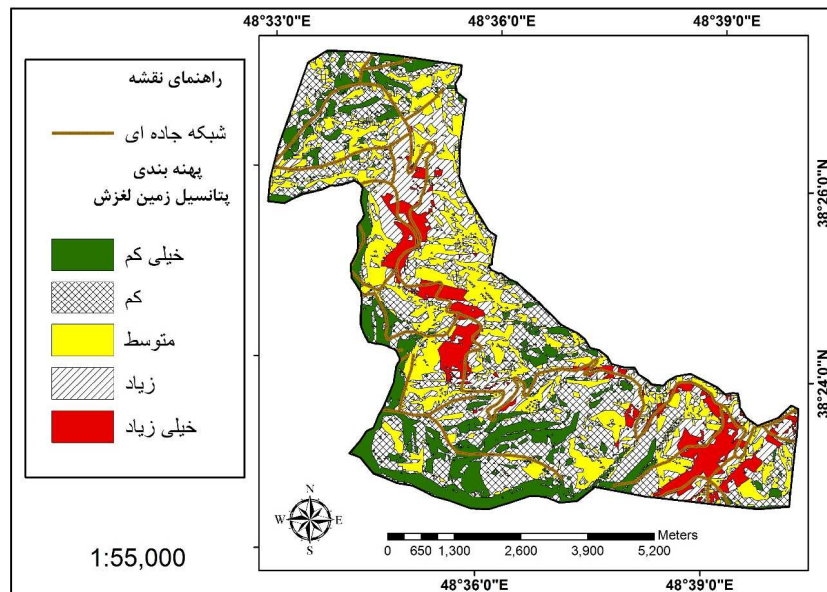 48°33'0"E 48°36'0"E 48°39'0"E
راهنمای نقشه
شبکه جاده ای
پهنه بندی
پتانسیل زمین لغزش
خیلی کم
کم
متوسط
زیاد
خیلی زیاد
38°26'0"N
38°24'0"N
N
W E
S
1:55,000
Meters
0 650 1,300 2,600 3,900 5,200
48°36'0"E 48°39'0"E